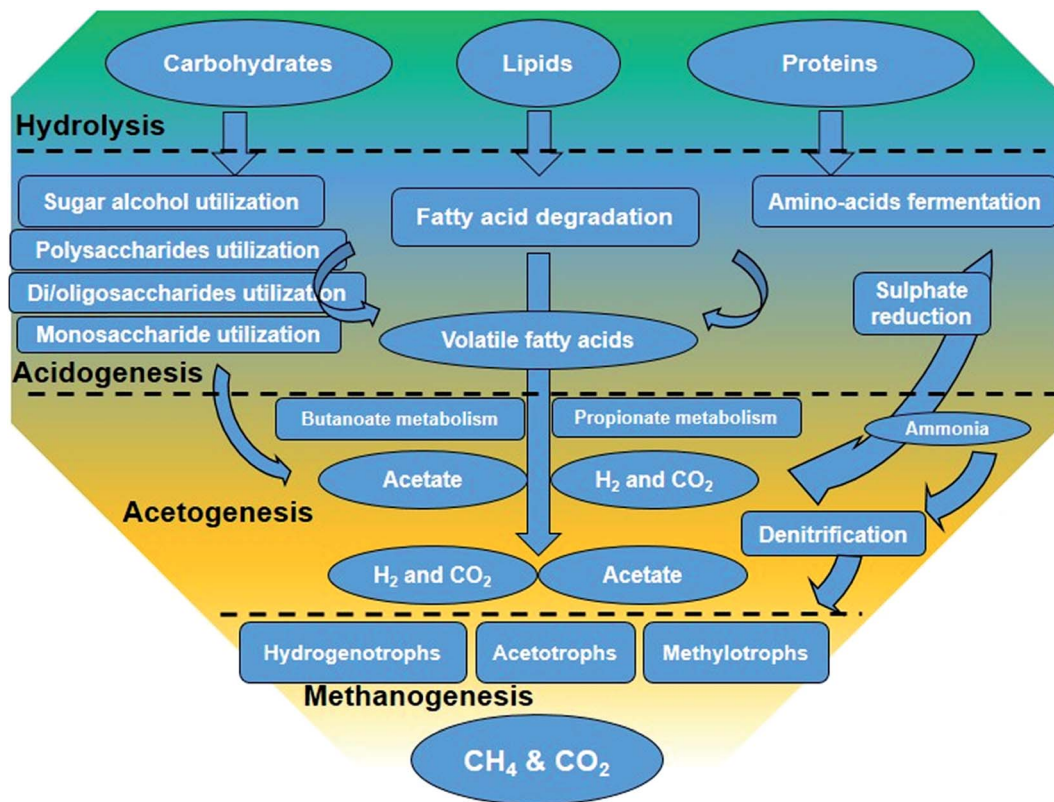 Carbohydrates
Lipids
Proteins
Hydrolysis
Sugar alcohol utilization
Fatty acid degradation
Amino-acids fermentation
Polysaccharides utilization
Di/oligosaccharides utilization
Monosaccharide utilization
Sulphate
reduction
Volatile fatty acids
Acidogenesis
Butanoate metabolism
Propionate metabolism
Ammonia
Acetate
H₂ and CO₂
Acetogenesis
Denitrification
H₂ and CO₂
Acetate
Hydrogenotrophs
Acetotrophs
Methylotrophs
Methanogenesis
CH₄ & CO₂